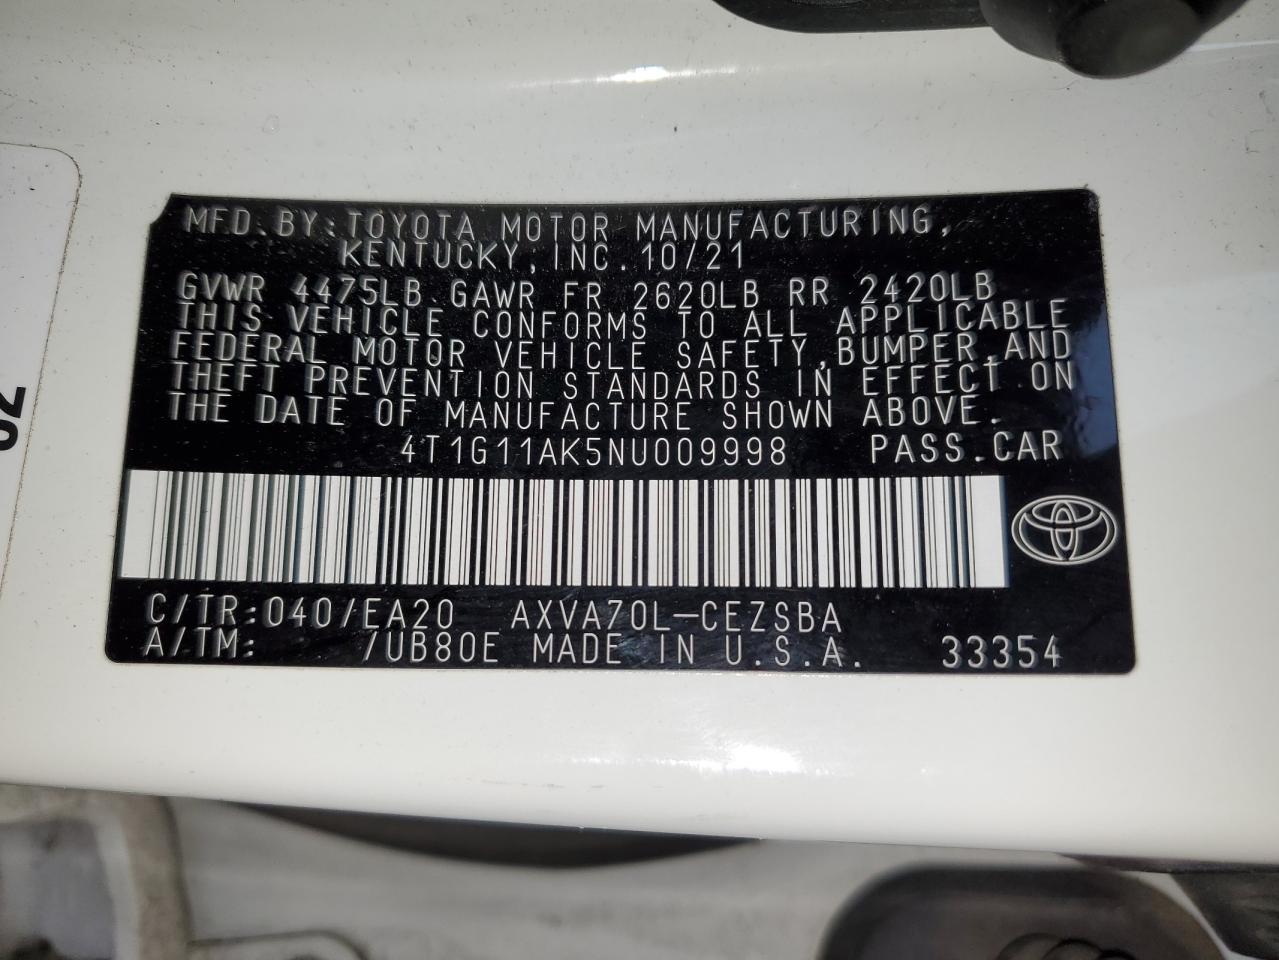 MFD. BY: TOYOTA MOTOR MANUFACTURING,
KENTUCKY, INC. 10/21
GVWR 4475LB. GAWR FR 2620LB RR 2420LB
THIS VEHICLE CONFORMS TO ALL APPLICABLE
FEDERAL MOTOR VEHICLE SAFETY, BUMPER, AND
THEFT PREVENTION STANDARDS IN EFFECT ON
THE DATE OF MANUFACTURE SHOWN ABOVE.
4T1G11AK5NU009998 PASS. CAR
C/TR: 040/EA20 AXVA70L-CEZSBA
A/TM: /UB80E MADE IN U.S.A. 33354